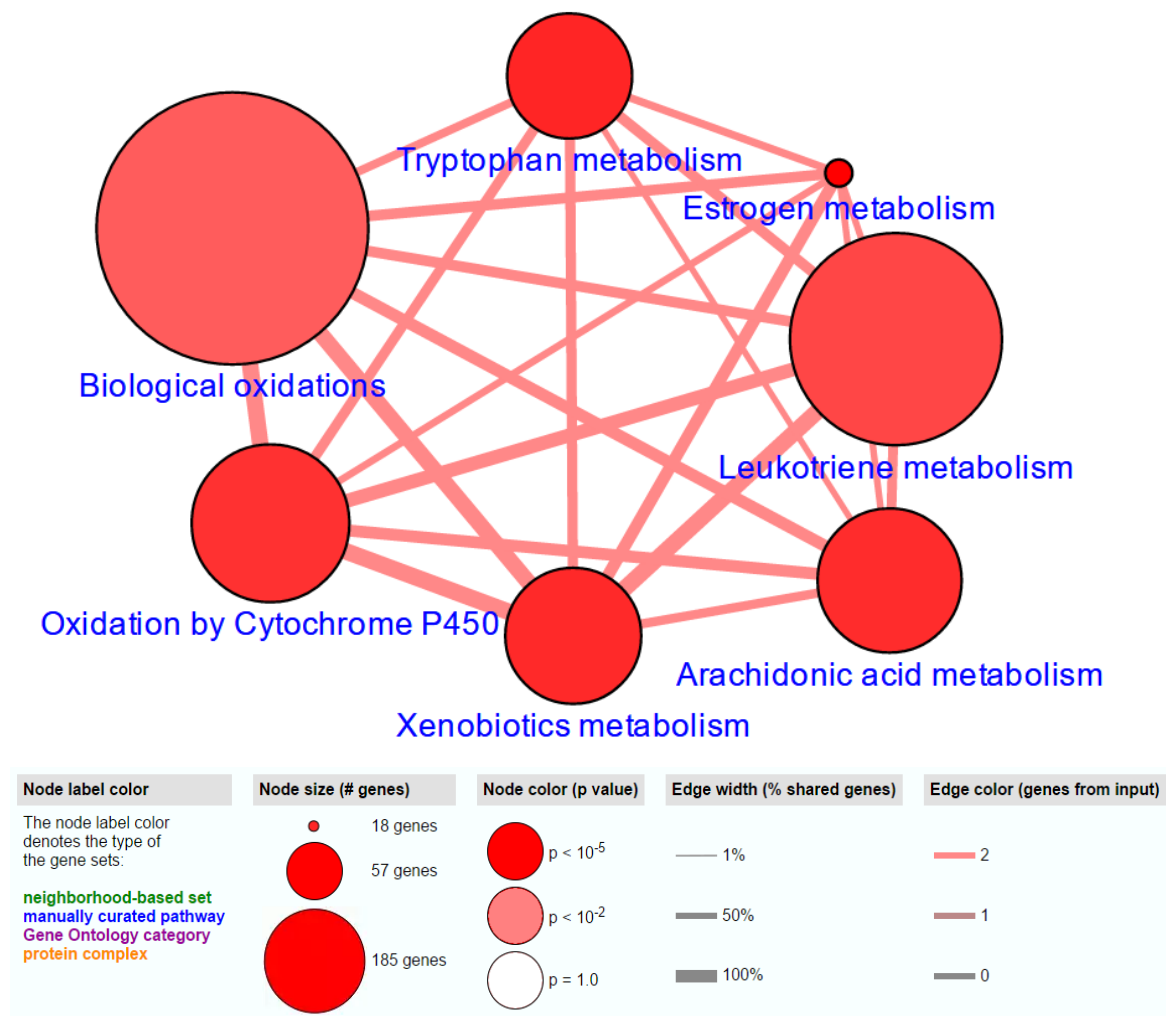 Tryptophan metabolism
Estrogen metabolism
Biological oxidations
Leukotriene metabolism
Oxidation by Cytochrome P450
Arachidonic acid metabolism
Xenobiotics metabolism
Node label color
The node label color
denotes the type of
the gene sets:
neighborhood-based set
manually curated pathway
Gene Ontology category
protein complex
Node size (# genes)
18 genes
57 genes
185 genes
Node color (p value)
p < 10⁻⁵
p < 10⁻²
p = 1.0
Edge width (% shared genes)
1%
50%
100%
Edge color (genes from input)
2
1
0